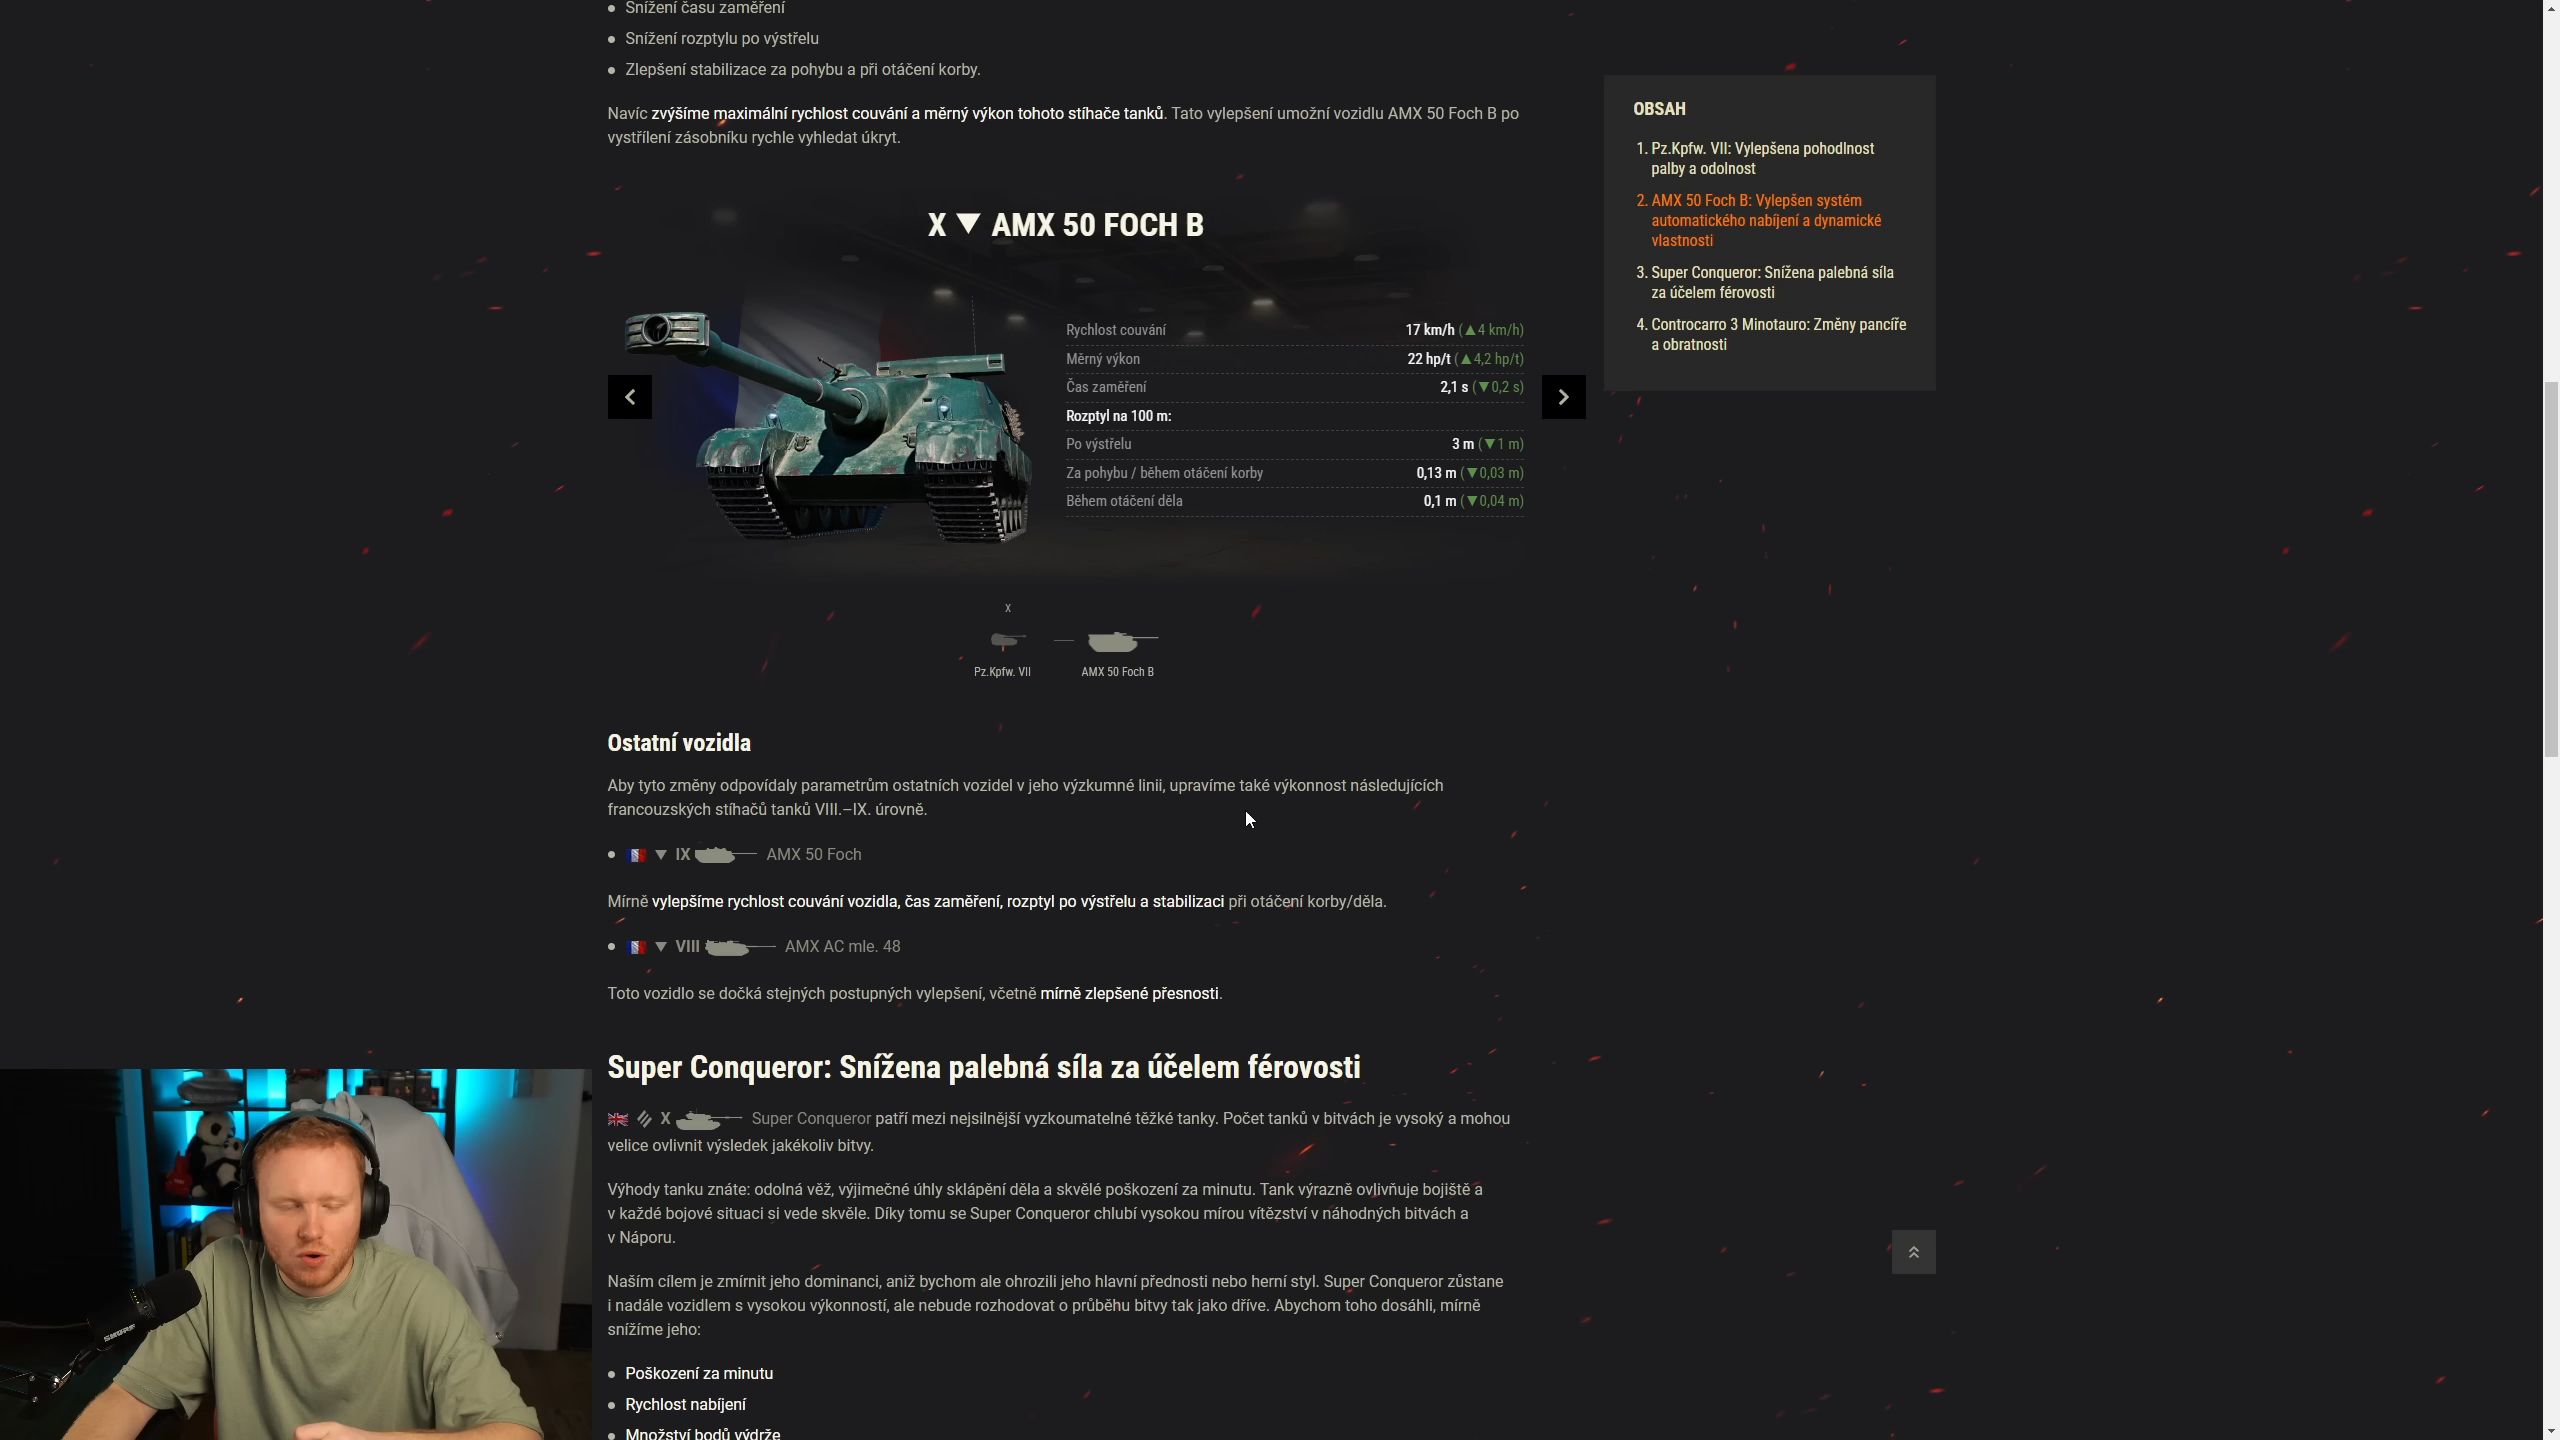 Snížení času zaměření
Snížení rozptylu po výstřelu
Zlepšení stabilizace za pohybu a při otáčení korby.
Navíc zvýšíme maximální rychlost couvání a měrný výkon tohoto stíhače tanků. Tato vylepšení umožní vozidlu AMX 50 Foch B po
vystřílení zásobníku rychle vyhledat úkryt.
X AMX 50 FOCH B
Rychlost couvání 17 km/h (▲4 km/h)
Měrný výkon 22 hp/t (▲4,2 hp/t)
Čas zaměření 2,1 s (▼0,2 s)
Rozptyl na 100 m:
Po výstřelu 3 m (▼1 m)
Za pohybu / během otáčení korby 0,13 m (▼0,03 m)
Během otáčení děla 0,1 m (▼0,04 m)
X
Pz.Kpfw. VII
AMX 50 Foch B
Ostatní vozidla
Aby tyto změny odpovídaly parametrům ostatních vozidel v jeho výzkumné linii, upravíme také výkonnost následujících
francouzských stíhačů tanků VIII.–IX. úrovně.
IX AMX 50 Foch
Mírně vylepšíme rychlost couvání vozidla, čas zaměření, rozptyl po výstřelu a stabilizaci při otáčení korby/děla.
VIII AMX AC mle. 48
Toto vozidlo se dočká stejných postupných vylepšení, včetně mírně zlepšené přesnosti.
Super Conqueror: Snížena palebná síla za účelem férovosti
X Super Conqueror patří mezi nejsilnější vyzkoumatelné těžké tanky. Počet tanků v bitvách je vysoký a mohou
velice ovlivnit výsledek jakékoliv bitvy.
Výhody tanku znáte: odolná věž, výjimečné úhly sklápění děla a skvělé poškození za minutu. Tank výrazně ovlivňuje bojiště a
v každé bojové situaci si vede skvěle. Díky tomu se Super Conqueror chlubí vysokou mírou vítězství v náhodných bitvách a
v Náporu.
Naším cílem je zmírnit jeho dominanci, aniž bychom ale ohrozili jeho hlavní přednosti nebo herní styl. Super Conqueror zůstane
i nadále vozidlem s vysokou výkonností, ale nebude rozhodovat o průběhu bitvy tak jako dříve. Abychom toho dosáhli, mírně
snížíme jeho:
Poškození za minutu
Rychlost nabíjení
Množství bodů výdrže
OBSAH
1. Pz.Kpfw. VII: Vylepšena pohodlnost
palby a odolnost
2. AMX 50 Foch B: Vylepšen systém
automatického nabíjení a dynamické
vlastnosti
3. Super Conqueror: Snížena palebná síla
za účelem férovosti
4. Controcarro 3 Minotauro: Změny pancíře
a obratnosti
SHURE